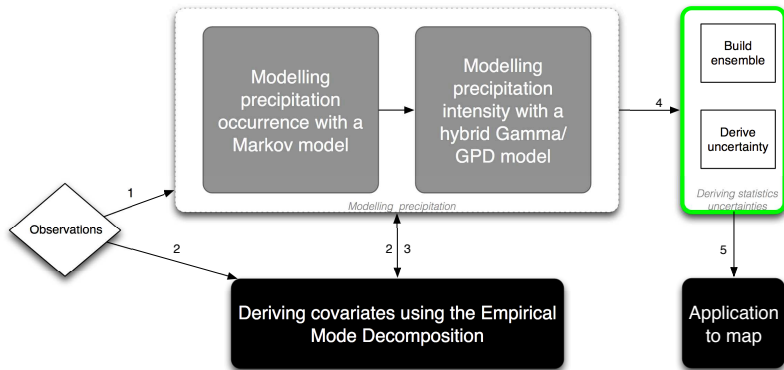 Modelling
precipitation
occurrence with a
Markov model
Modelling
precipitation
intensity with a
hybrid Gamma/
GPD model
Modelling precipitation
4
Build
ensemble
Derive
uncertainty
Deriving statistics
uncertainties
1
Observations
2
2 3
5
Deriving covariates using the Empirical
Mode Decomposition
Application
to map